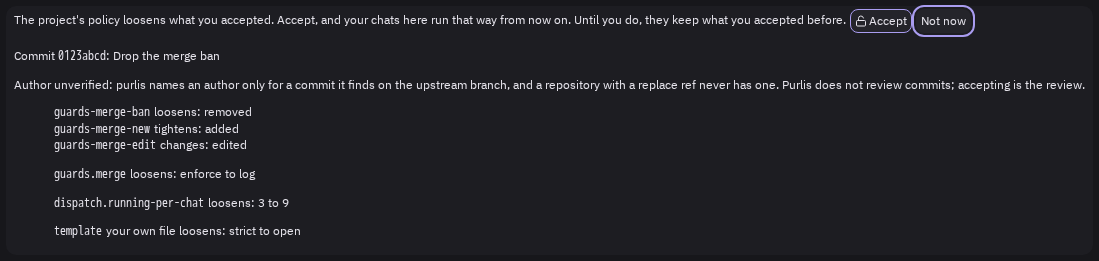 The project's policy loosens what you accepted. Accept, and your chats here run that way from now on. Until you do, they keep what you accepted before. Accept Not now
Commit 0123abcd: Drop the merge ban
Author unverified: purlis names an author only for a commit it finds on the upstream branch, and a repository with a replace ref never has one. Purlis does not review commits; accepting is the review.
guards-merge-ban loosens: removed
guards-merge-new tightens: added
guards-merge-edit changes: edited
guards.merge loosens: enforce to log
dispatch.running-per-chat loosens: 3 to 9
template your own file loosens: strict to open